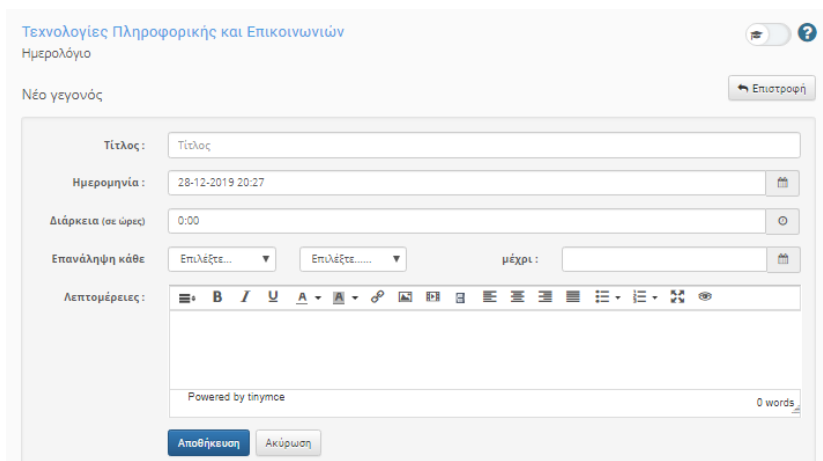 Τεχνολογίες Πληροφορικής και Επικοινωνιών
Ημερολόγιο
Νέο γεγονός
Επιστροφή
Τίτλος :
Τίτλος
Ημερομηνία :
28-12-2019 20:27
Διάρκεια (σε ώρες)
0:00
Επανάληψη κάθε Επιλέξτε... Επιλέξτε...... μέχρι :
Λεπτομέρειες :
B I U A A
Powered by tinymce 0 words
Αποθήκευση Ακύρωση